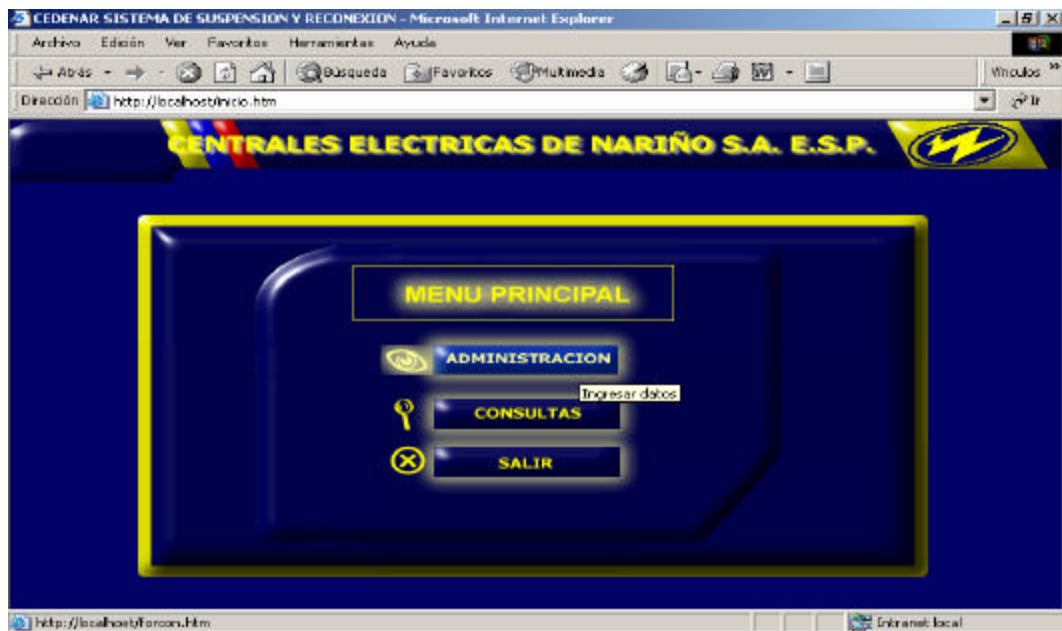 CEDENAR SISTEMA DE SUSPENSION Y RECONEXION - Microsoft Internet Explorer
Archivo Edición Ver Favoritos Herramientas Ayuda
Atrás Búsqueda Favoritos Multimedia Vínculos »
Dirección http://localhost/inicio.htm Ir
CENTRALES ELECTRICAS DE NARIÑO S.A. E.S.P.
MENU PRINCIPAL
ADMINISTRACION
Ingresar datos
CONSULTAS
SALIR
http://localhost/forcon.htm Intranet local